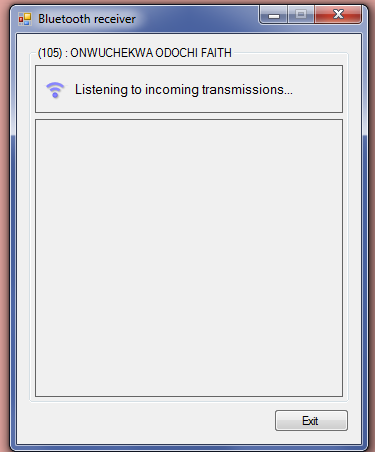 Bluetooth receiver
(105) : ONWUCHEKWA ODOCHI FAITH
Listening to incoming transmissions...
Exit